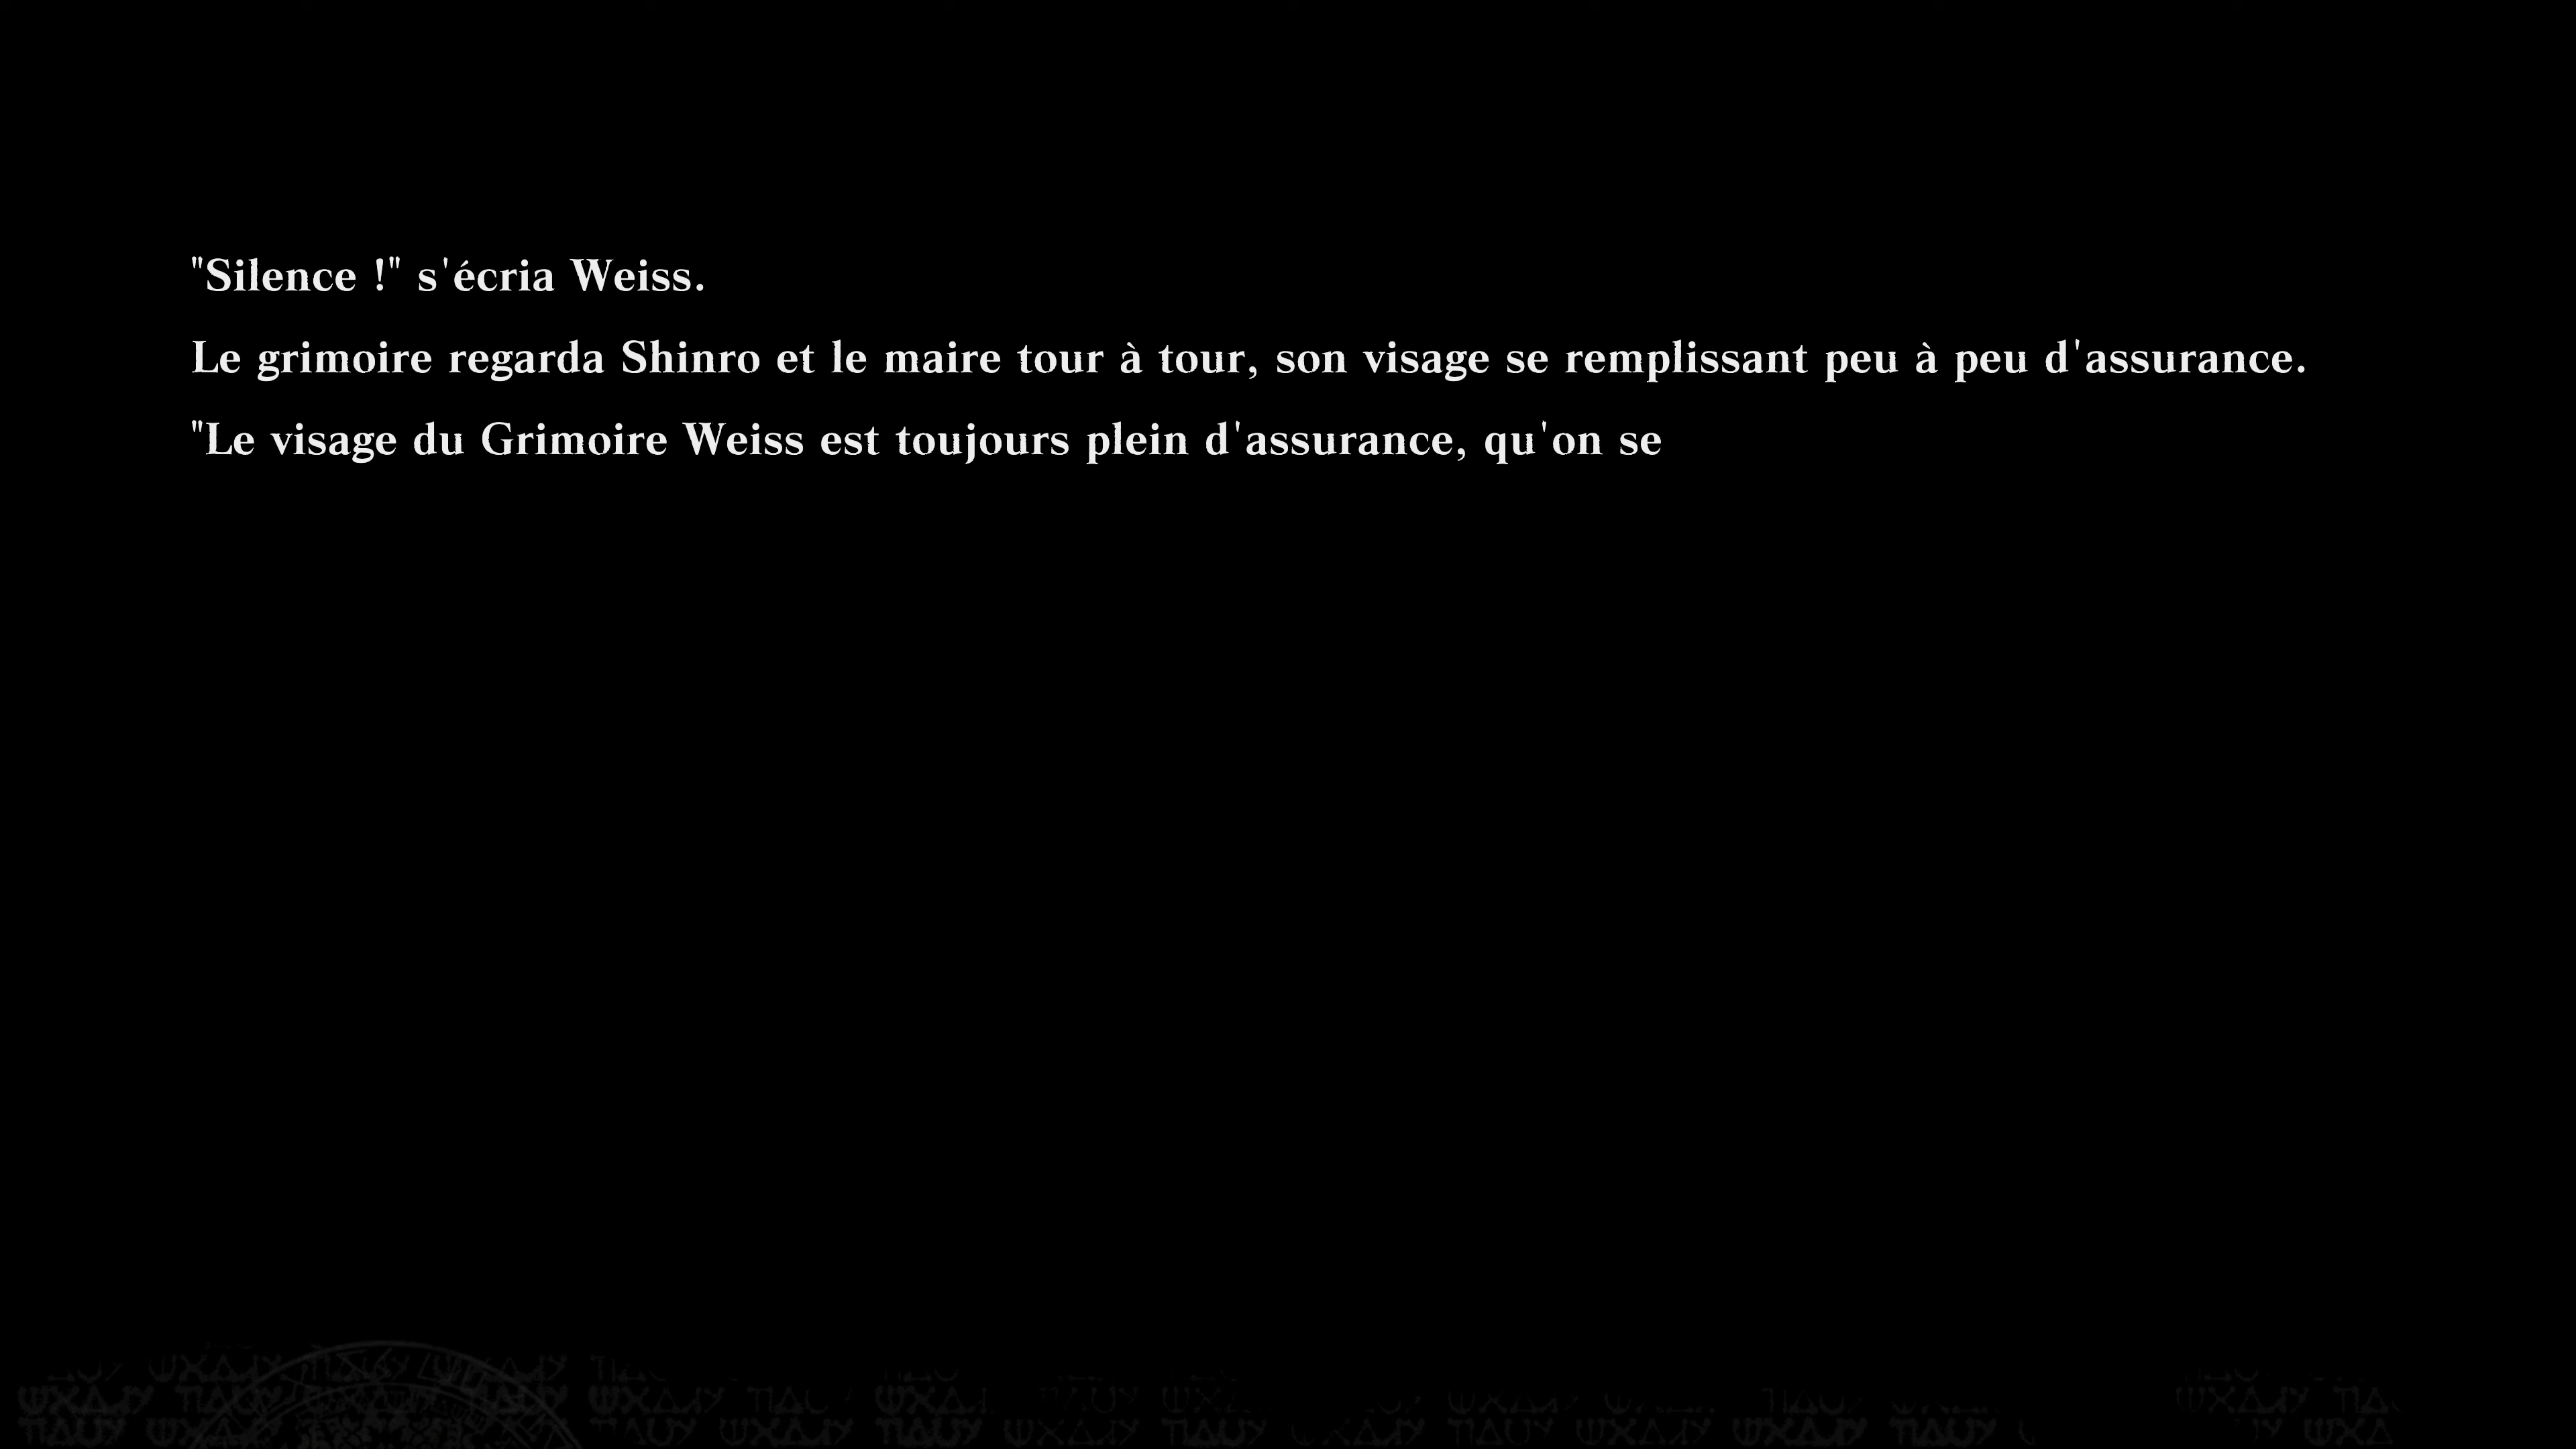 "Silence !" s'écria Weiss.
Le grimoire regarda Shinro et le maire tour à tour, son visage se remplissant peu à peu d'assurance.
"Le visage du Grimoire Weiss est toujours plein d'assurance, qu'on se